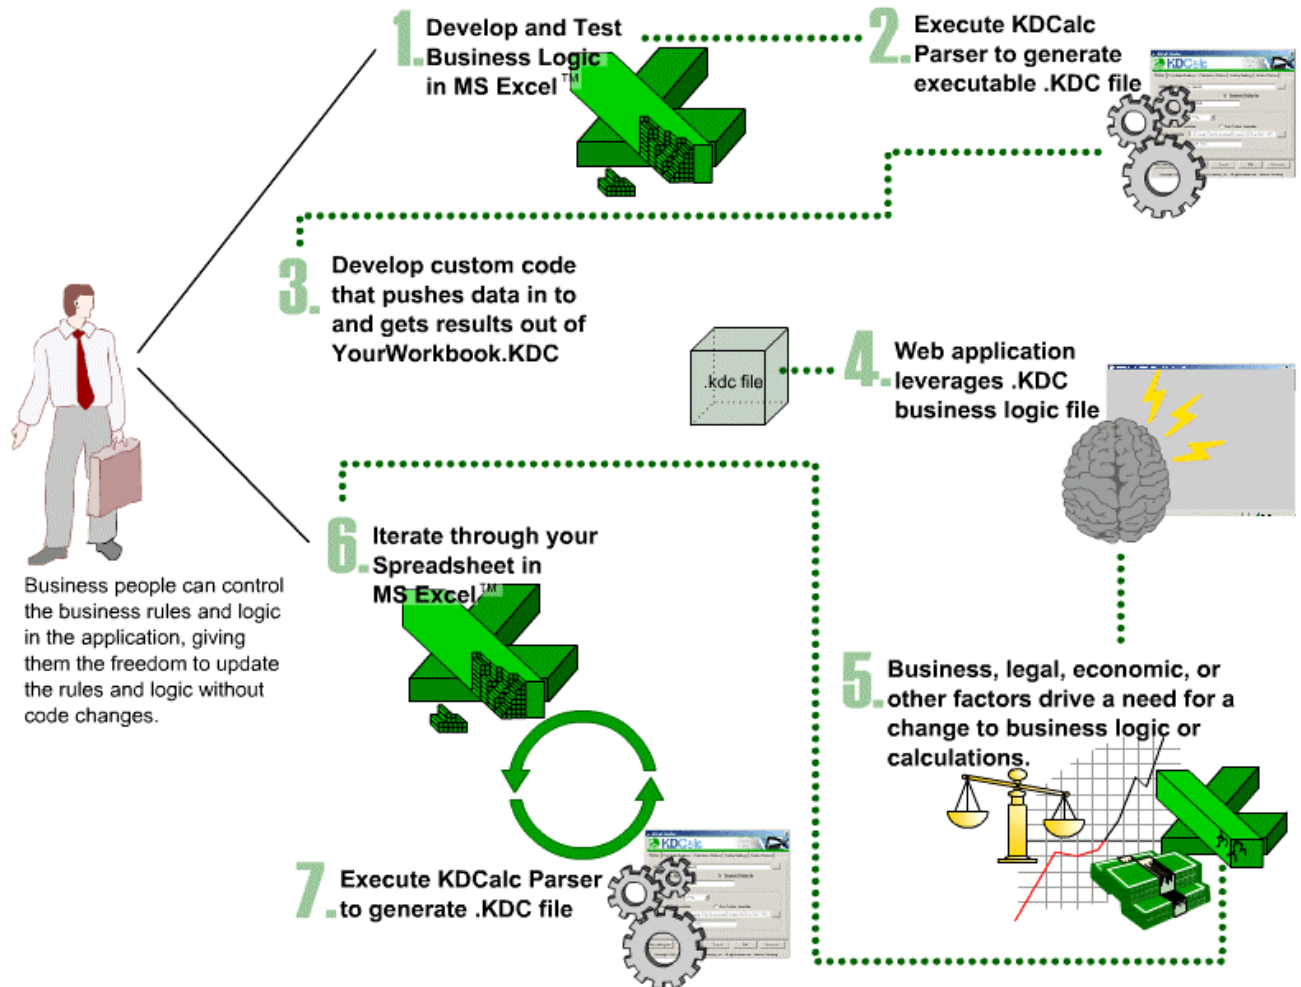 1. Develop and Test
Business Logic
in MS Excel™
2. Execute KDCalc
Parser to generate
executable .KDC file
KDCalc
3. Develop custom code
that pushes data in to
and gets results out of
YourWorkbook.KDC
.kdc file
4. Web application
leverages .KDC
business logic file
Business people can control
the business rules and logic
in the application, giving
them the freedom to update
the rules and logic without
code changes.
5. Business, legal, economic, or
other factors drive a need for a
change to business logic or
calculations.
6. Iterate through your
Spreadsheet in
MS Excel™
7. Execute KDCalc Parser
to generate .KDC file
KDCalc